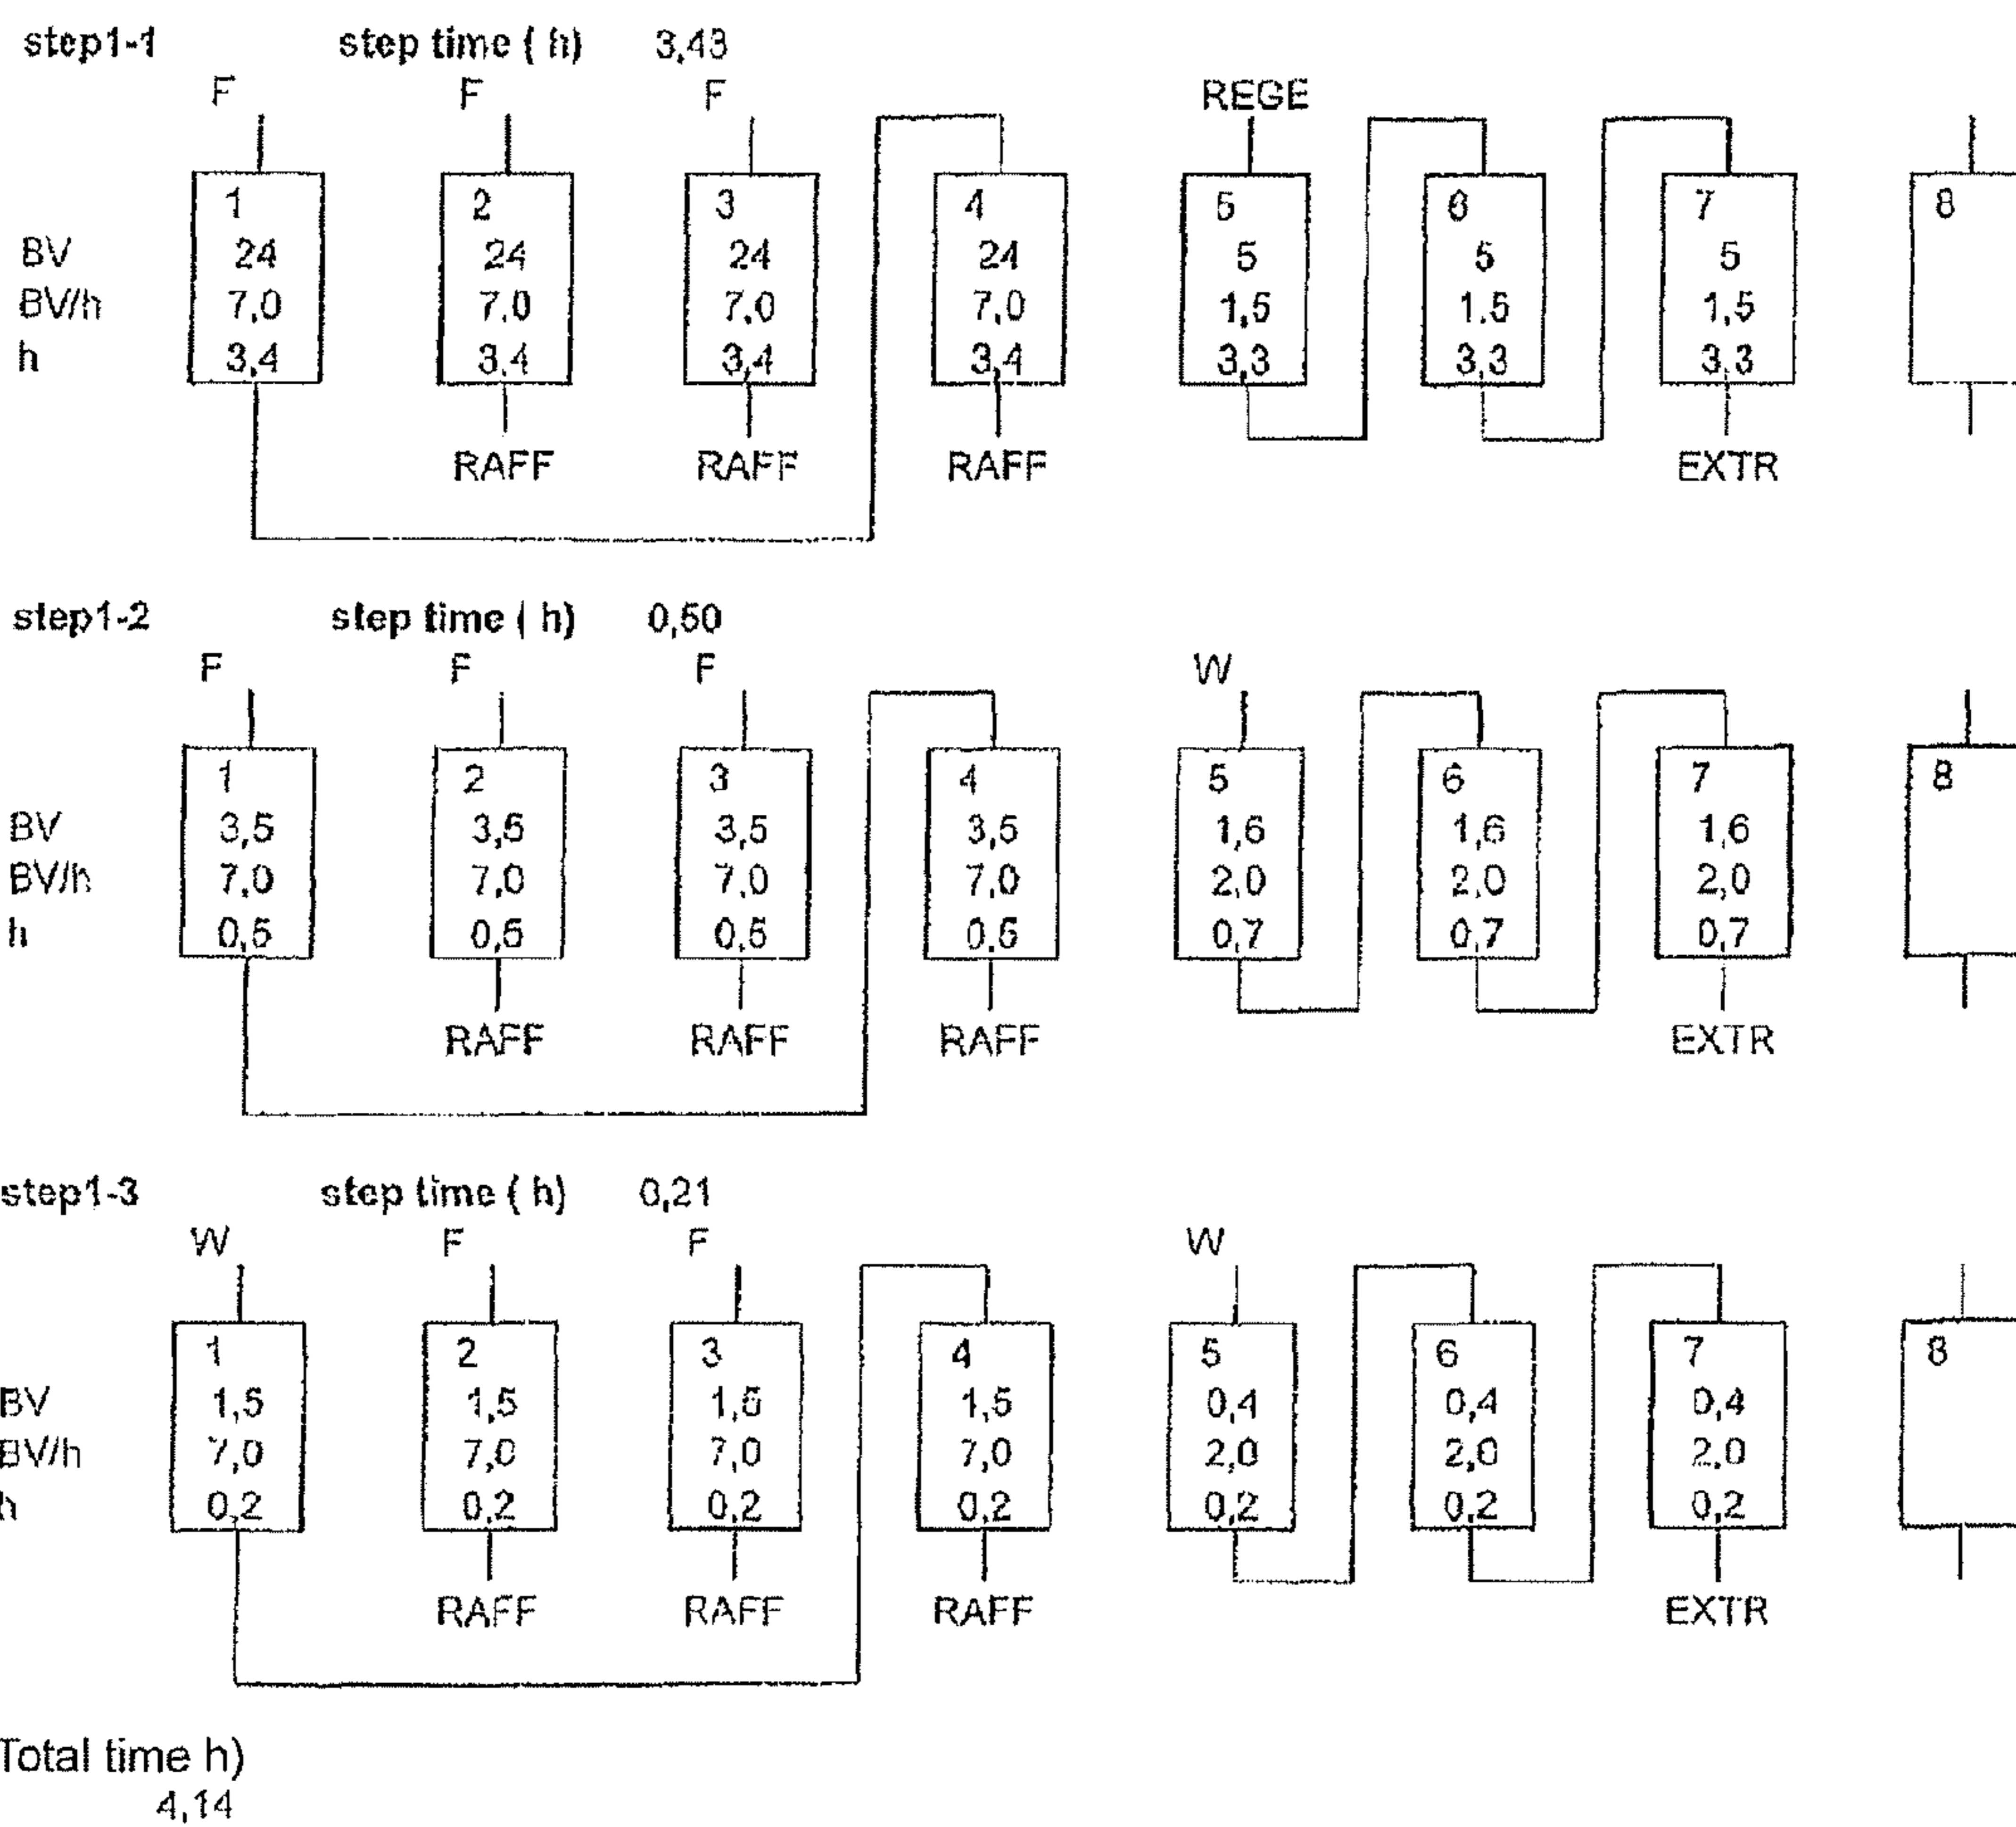 step1-1 step time ( h) 3,43
F F F REGE
1 2 3 4 5 6 7 8
BV 24 24 24 24 5 5 5
BV/h 7,0 7,0 7,0 7,0 1,5 1,5 1,5
h 3,4 3,4 3,4 3,4 3,3 3,3 3,3
RAFF RAFF RAFF EXTR
step1-2 step time ( h) 0,50
F F F W
1 2 3 4 5 6 7 8
BV 3,5 3,5 3,5 3,5 1,6 1,6 1,6
BV/h 7,0 7,0 7,0 7,0 2,0 2,0 2,0
h 0,5 0,5 0,5 0,5 0,7 0,7 0,7
RAFF RAFF RAFF EXTR
step1-3 step time ( h) 0,21
W F F W
1 2 3 4 5 6 7 8
BV 1,5 1,5 1,5 1,5 0,4 0,4 0,4
BV/h 7,0 7,0 7,0 7,0 2,0 2,0 2,0
h 0,2 0,2 0,2 0,2 0,2 0,2 0,2
RAFF RAFF RAFF EXTR
Total time h)
4,14